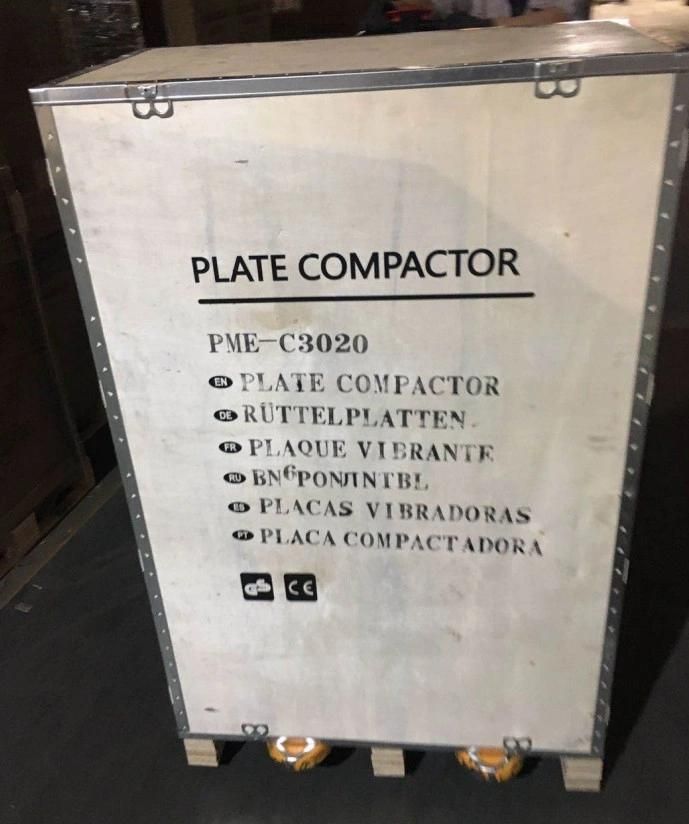 PLATE COMPACTOR
PME-C3020
EN PLATE COMPACTOR
DE RÜTTELPLATTEN
FR PLAQUE VIBRANTE
RU BN6PONЛINTBL
ES PLACAS VIBRADORAS
PT PLACA COMPACTADORA
CE